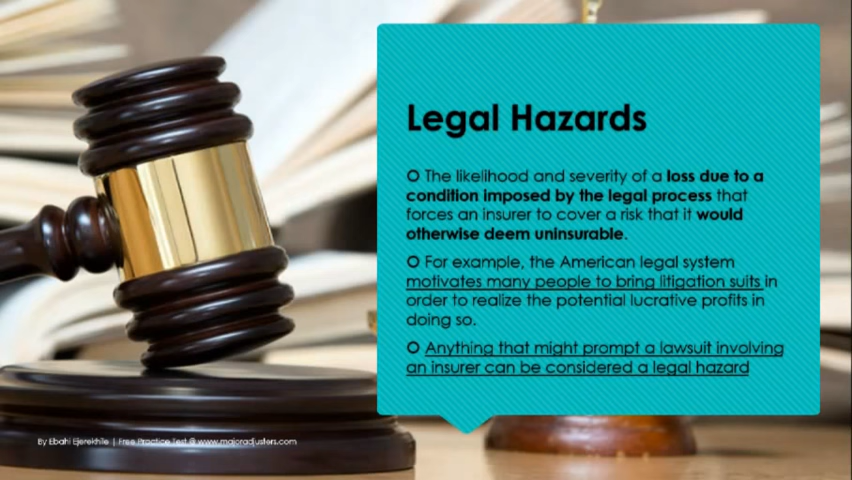 Legal Hazards
O The likelihood and severity of a loss due to a
condition imposed by the legal process that
forces an insurer to cover a risk that it would
otherwise deem uninsurable.
O For example, the American legal system
motivates many people to bring litigation suits in
order to realize the potential lucrative profits in
doing so.
O Anything that might prompt a lawsuit involving
an insurer can be considered a legal hazard
By Ebahi Ejerekhile | Free Practice Test @ www.majoradjusters.com